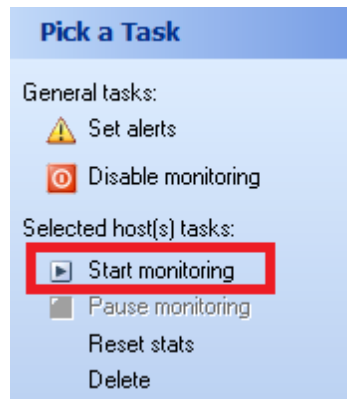 Pick a Task
General tasks:
Set alerts
Disable monitoring
Selected host(s) tasks:
Start monitoring
Pause monitoring
Reset stats
Delete